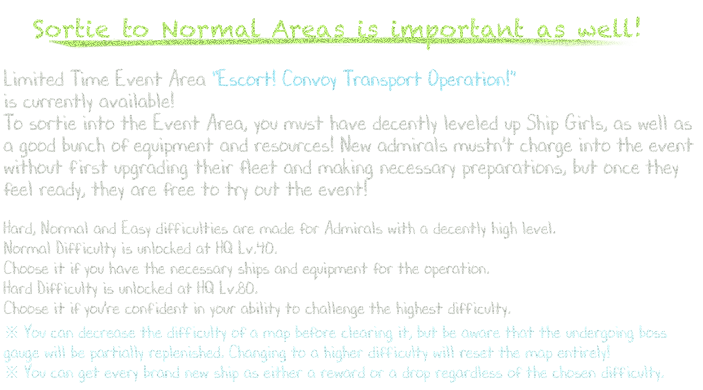 Sortie to Normal Areas is important as well!
Limited Time Event Area "Escort! Convoy Transport Operation!"
is currently available!
To sortie into the Event Area, you must have decently leveled up Ship Girls, as well as
a good bunch of equipment and resources! New admirals mustn't charge into the event
without first upgrading their fleet and making necessary preparations, but once they
feel ready, they are free to try out the event!
Hard, Normal and Easy difficulties are made for Admirals with a decently high level.
Normal Difficulty is unlocked at HQ Lv.40.
Choose it if you have the necessary ships and equipment for the operation.
Hard Difficulty is unlocked at HQ Lv.80.
Choose it if you're confident in your ability to challenge the highest difficulty.
※ You can decrease the difficulty of a map before clearing it, but be aware that the undergoing boss
gauge will be partially replenished. Changing to a higher difficulty will reset the map entirely!
※ You can get every brand new ship as either a reward or a drop regardless of the chosen difficulty.